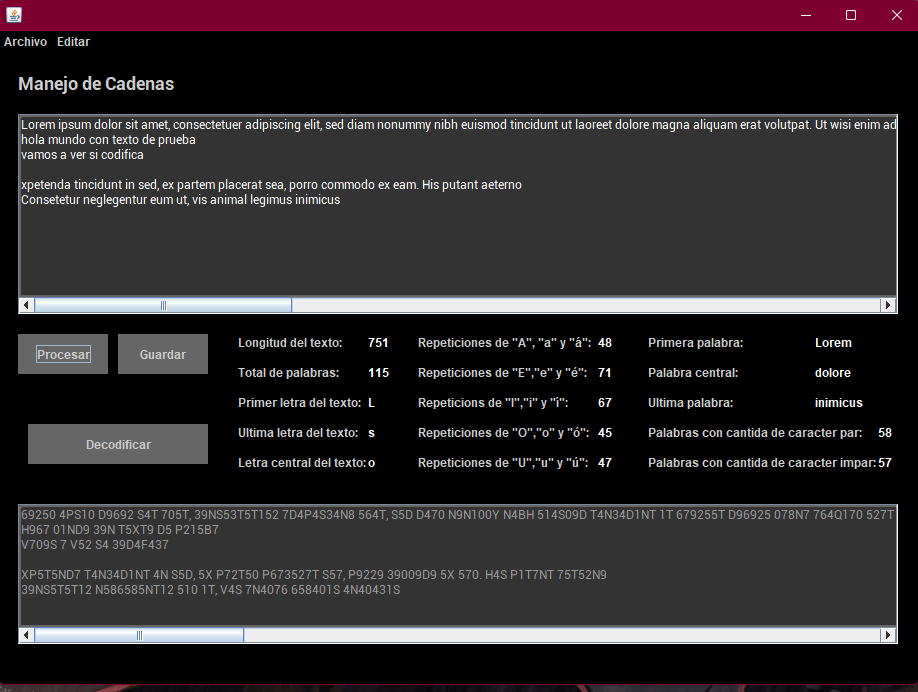 Archivo Editar
Manejo de Cadenas
Lorem ipsum dolor sit amet, consectetuer adipiscing elit, sed diam nonummy nibh euismod tincidunt ut laoreet dolore magna aliquam erat volutpat. Ut wisi enim ad
hola mundo con texto de prueba
vamos a ver si codifica
xpetenda tincidunt in sed, ex partem placerat sea, porro commodo ex eam. His putant aeterno
Consetetur neglegentur eum ut, vis animal legimus inimicus
Procesar Guardar
Decodificar
Longitud del texto: 751
Total de palabras: 115
Primer letra del texto: L
Ultima letra del texto: s
Letra central del texto: o
Repeticiones de "A", "a" y "á": 48
Repeticiones de "E","e" y "é": 71
Repeticions de "I","i" y "í": 67
Repeticiones de "O","o" y "ó": 45
Repeticiones de "U","u" y "ú": 47
Primera palabra: Lorem
Palabra central: dolore
Ultima palabra: inimicus
Palabras con cantida de caracter par: 58
Palabras con cantida de caracter impar: 57
69250 4PS10 D9692 S4T 705T, 39NS53T5T152 7D4P4S34N8 564T, S5D D470 N9N100Y N4BH 514S09D T4N34D1NT 1T 679255T D96925 078N7 764Q170 527T
H967 01ND9 39N T5XT9 D5 P215B7
V709S 7 V52 S4 39D4F437
XP5T5ND7 T4N34D1NT 4N S5D, 5X P72T50 P673527T S57, P9229 39009D9 5X 570. H4S P1T7NT 75T52N9
39NS5T5T12 N586585NT12 510 1T, V4S 7N4076 658401S 4N40431S